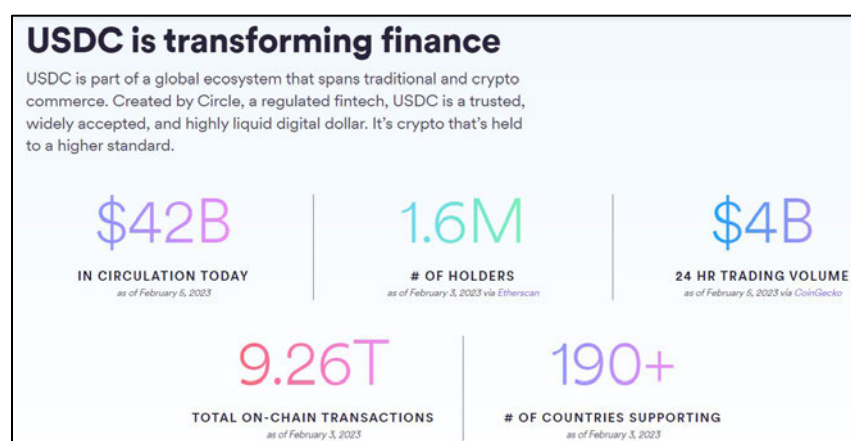 USDC is transforming finance
USDC is part of a global ecosystem that spans traditional and crypto
commerce. Created by Circle, a regulated fintech, USDC is a trusted,
widely accepted, and highly liquid digital dollar. It's crypto that's held
to a higher standard.
$42B
IN CIRCULATION TODAY
as of February 5, 2023
1.6M
# OF HOLDERS
as of February 3, 2023 via Etherscan
$4B
24 HR TRADING VOLUME
as of February 5, 2023 via CoinGecko
9.26T
TOTAL ON-CHAIN TRANSACTIONS
as of February 3, 2023
190+
# OF COUNTRIES SUPPORTING
as of February 3, 2023